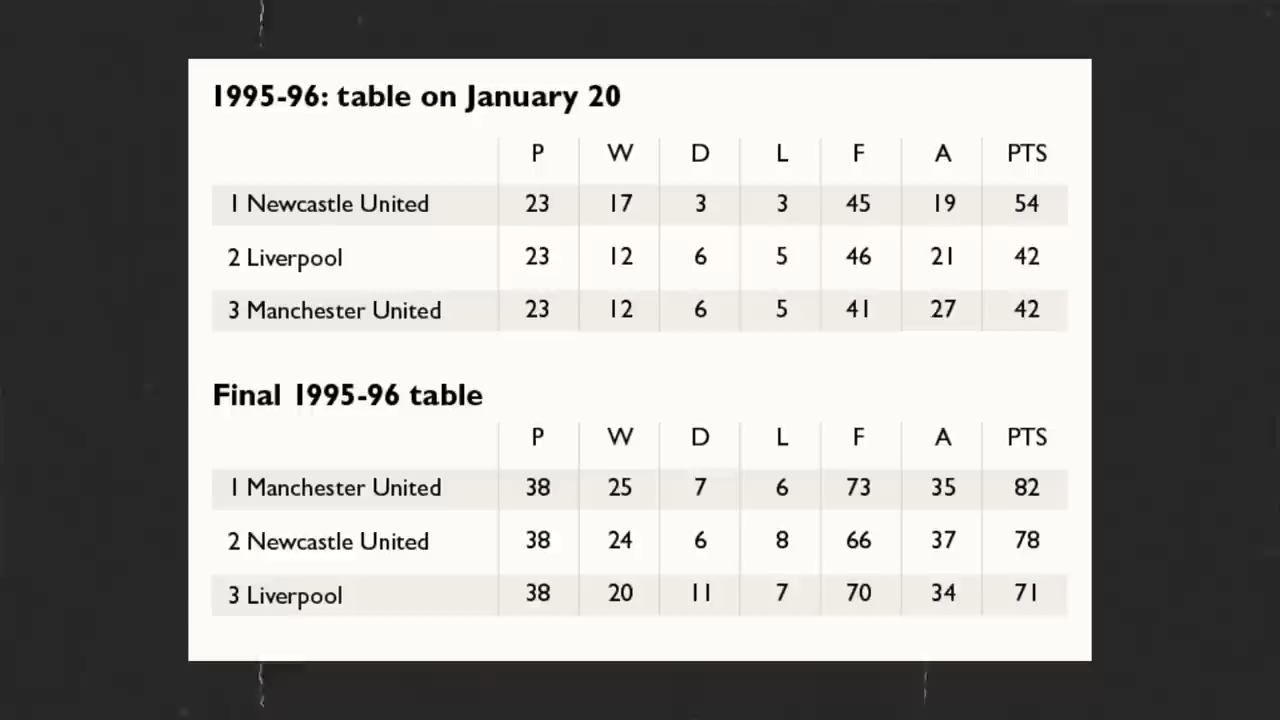 1995-96: table on January 20
P W D L F A PTS
1 Newcastle United 23 17 3 3 45 19 54
2 Liverpool 23 12 6 5 46 21 42
3 Manchester United 23 12 6 5 41 27 42
Final 1995-96 table
P W D L F A PTS
1 Manchester United 38 25 7 6 73 35 82
2 Newcastle United 38 24 6 8 66 37 78
3 Liverpool 38 20 11 7 70 34 71